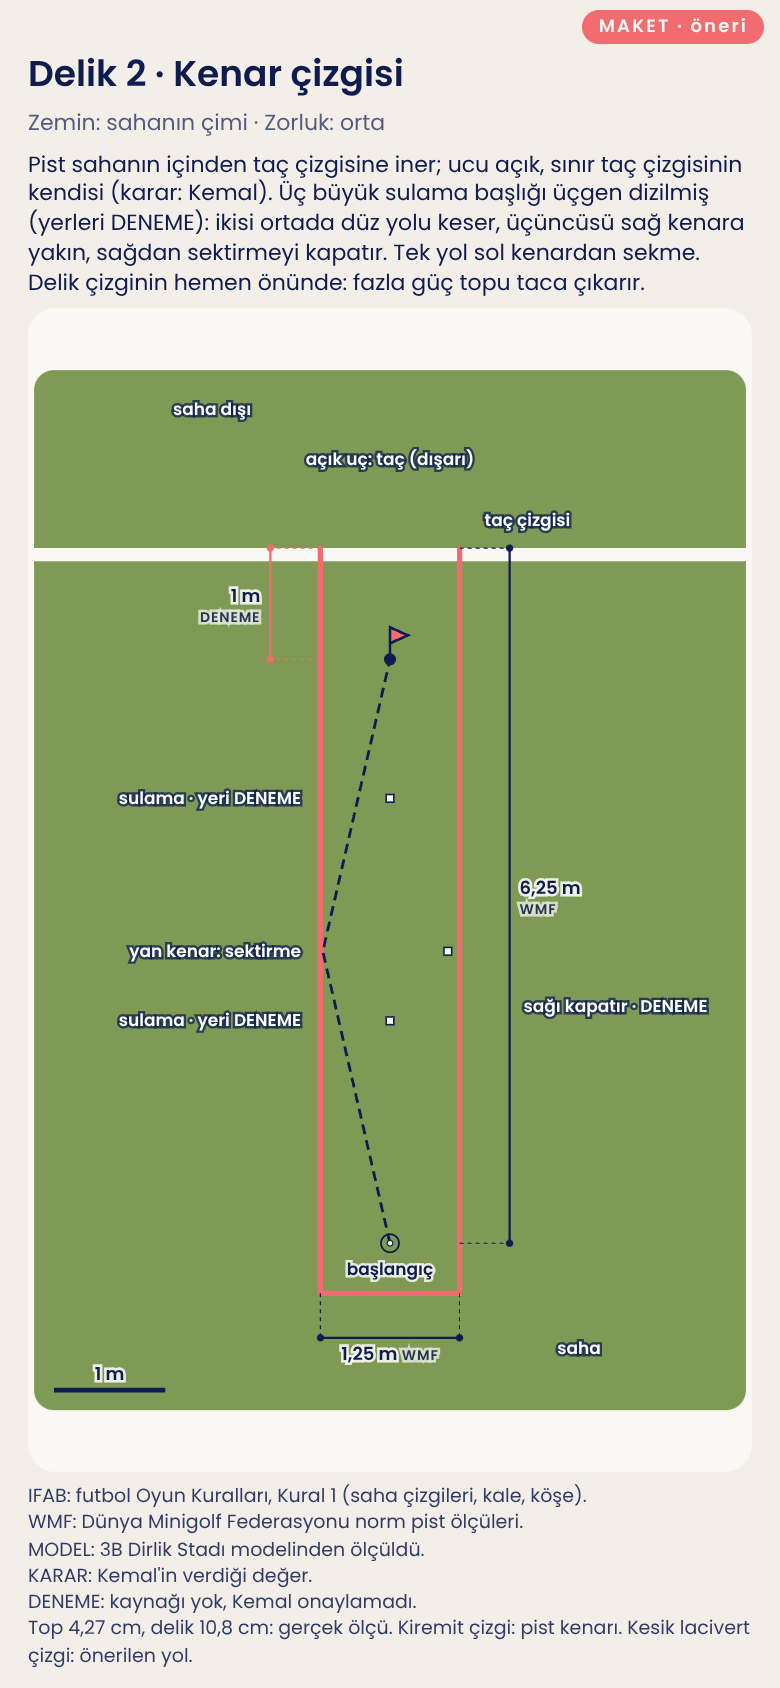 MAKET · öneri
Delik 2 · Kenar çizgisi
Zemin: sahanın çimi · Zorluk: orta
Pist sahanın içinden taç çizgisine iner; ucu açık, sınır taç çizgisinin
kendisi (karar: Kemal). Üç büyük sulama başlığı üçgen dizilmiş
(yerleri DENEME): ikisi ortada düz yolu keser, üçüncüsü sağ kenara
yakın, sağdan sektirmeyi kapatır. Tek yol sol kenardan sekme.
Delik çizginin hemen önünde: fazla güç topu taca çıkarır.
saha dışı
açık uç: taç (dışarı)
taç çizgisi
1 m
DENEME
sulama · yeri DENEME
6,25 m
WMF
yan kenar: sektirme
sağı kapatır · DENEME
sulama · yeri DENEME
başlangıç
1,25 m WMF
saha
1 m
IFAB: futbol Oyun Kuralları, Kural 1 (saha çizgileri, kale, köşe).
WMF: Dünya Minigolf Federasyonu norm pist ölçüleri.
MODEL: 3B Dirlik Stadı modelinden ölçüldü.
KARAR: Kemal'in verdiği değer.
DENEME: kaynağı yok, Kemal onaylamadı.
Top 4,27 cm, delik 10,8 cm: gerçek ölçü. Kiremit çizgi: pist kenarı. Kesik lacivert
çizgi: önerilen yol.